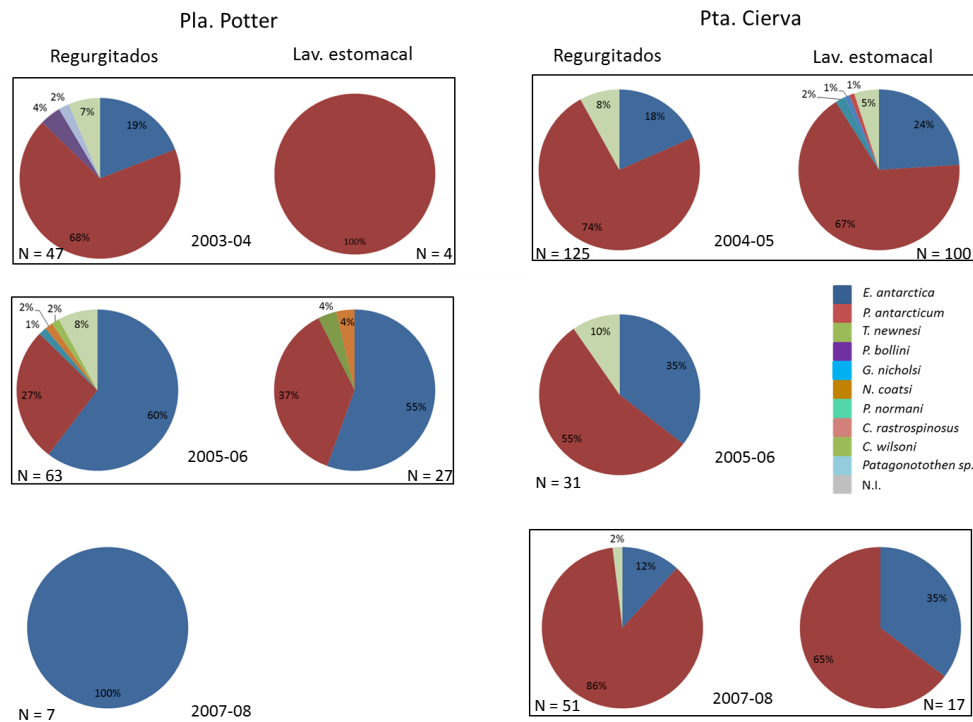 Pla. Potter
Regurgitados
Lav. estomacal
2%
4%
7%
19%
68%
2003-04
N = 47
100%
N = 4
2%
2%
1%
8%
27%
60%
2005-06
N = 63
4%
4%
37%
55%
N = 27
100%
N = 7
2007-08
Pta. Cierva
Regurgitados
Lav. estomacal
8%
18%
74%
2004-05
N = 125
1%
1%
2%
5%
24%
67%
N = 100
10%
35%
55%
2005-06
N = 31
E. antarctica
P. antarcticum
T. newnesi
P. bollini
G. nicholsi
N. coatsi
P. normani
C. rastrospinosus
C. wilsoni
Patagonotothen sp.
N.I.
2%
12%
86%
N = 51
2007-08
35%
65%
N= 17